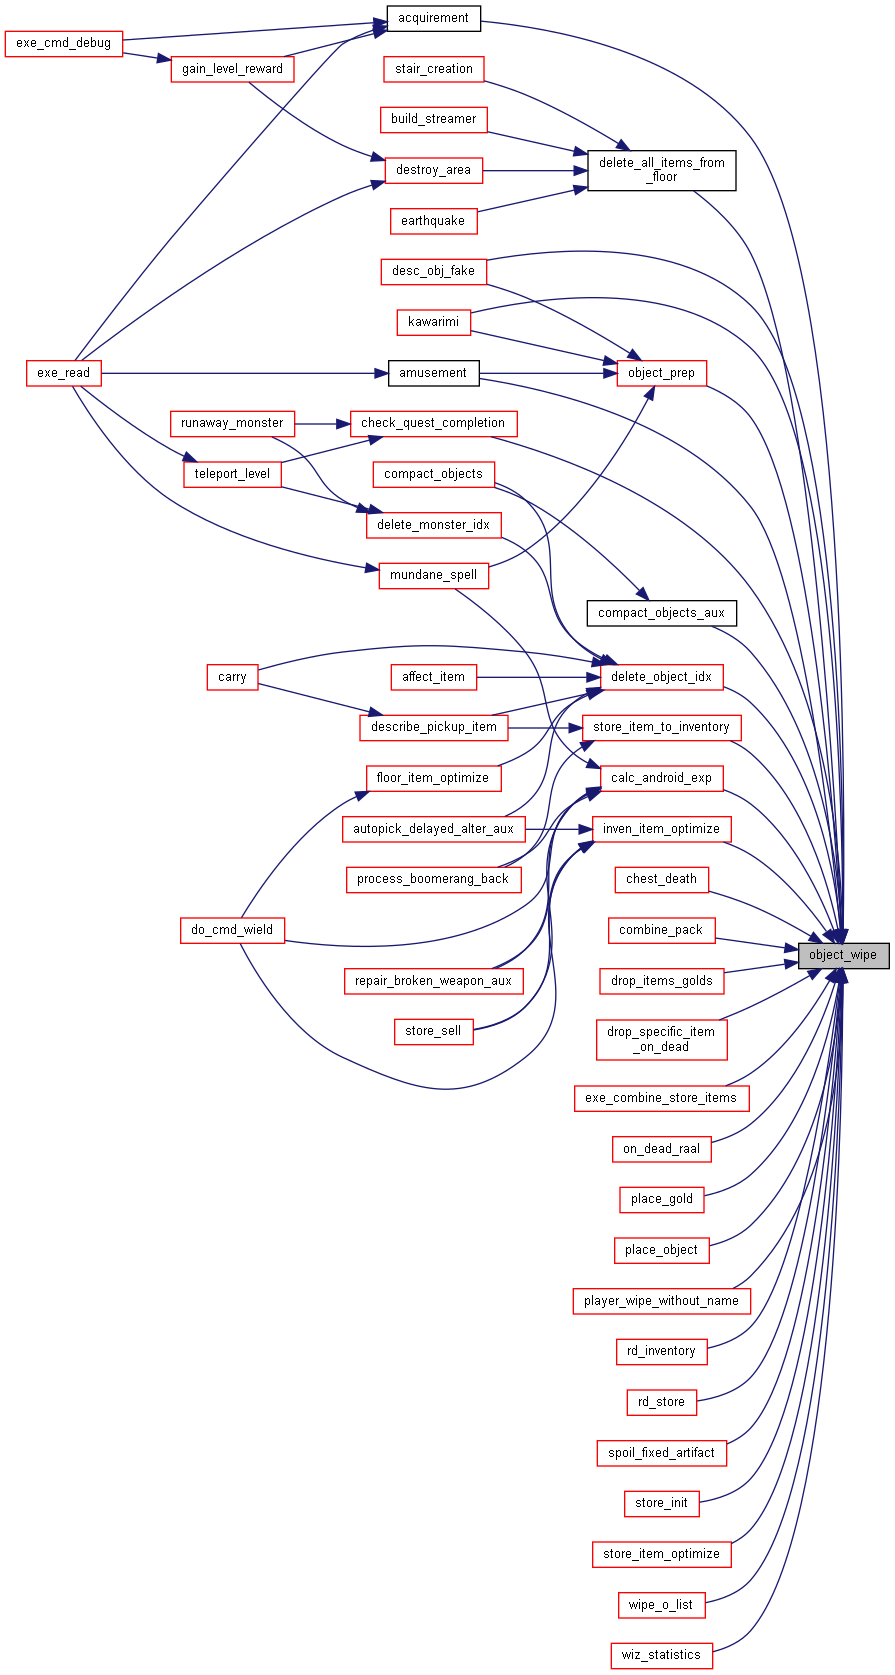 acquirement
exe_cmd_debug
gain_level_reward
stair_creation
build_streamer
delete_all_items_from
_floor
destroy_area
earthquake
desc_obj_fake
kawarimi
exe_read
amusement
object_prep
runaway_monster
check_quest_completion
teleport_level
compact_objects
delete_monster_idx
mundane_spell
compact_objects_aux
carry
affect_item
delete_object_idx
describe_pickup_item
store_item_to_inventory
floor_item_optimize
calc_android_exp
autopick_delayed_alter_aux
inven_item_optimize
process_boomerang_back
chest_death
do_cmd_wield
combine_pack
object_wipe
repair_broken_weapon_aux
drop_items_golds
store_sell
drop_specific_item
_on_dead
exe_combine_store_items
on_dead_raal
place_gold
place_object
player_wipe_without_name
rd_inventory
rd_store
spoil_fixed_artifact
store_init
store_item_optimize
wipe_o_list
wiz_statistics